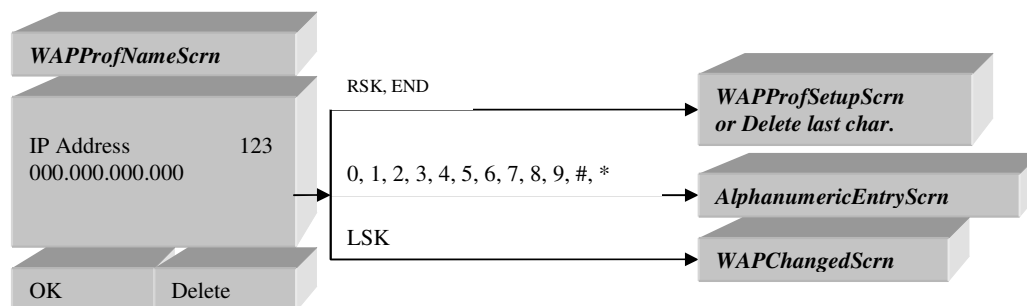 WAPProfNameScrn
IP Address 123
000.000.000.000
OK Delete
RSK, END
WAPProfSetupScrn
or Delete last char.
0, 1, 2, 3, 4, 5, 6, 7, 8, 9, #, *
AlphanumericEntryScrn
LSK
WAPChangedScrn